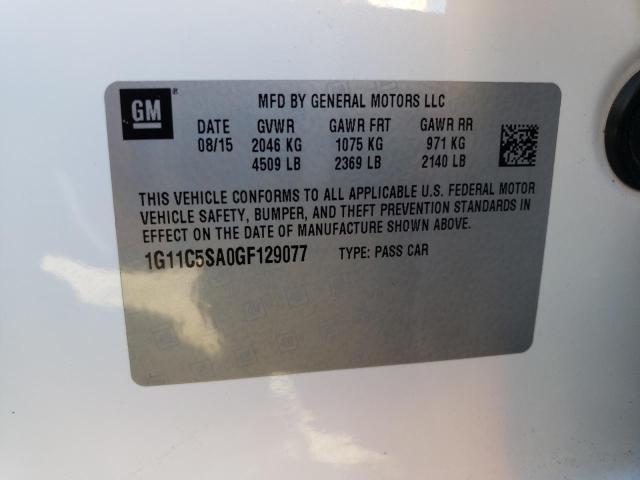 GM ®
MFD BY GENERAL MOTORS LLC
DATE GVWR GAWR FRT GAWR RR
08/15 2046 KG 1075 KG 971 KG
4509 LB 2369 LB 2140 LB
THIS VEHICLE CONFORMS TO ALL APPLICABLE U.S. FEDERAL MOTOR
VEHICLE SAFETY, BUMPER, AND THEFT PREVENTION STANDARDS IN
EFFECT ON THE DATE OF MANUFACTURE SHOWN ABOVE.
1G11C5SA0GF129077 TYPE: PASS CAR